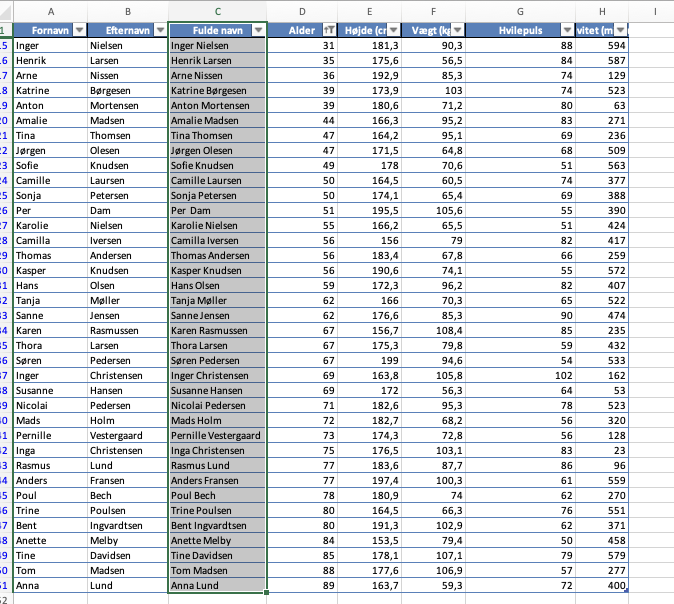 A B C D E F G H I
1 Fornavn Efternavn Fulde navn Alder Højde (cr Vægt (kg Hvilepuls vitet (m
15 Inger Nielsen Inger Nielsen 31 181,3 90,3 88 594
16 Henrik Larsen Henrik Larsen 35 175,6 56,5 84 587
17 Arne Nissen Arne Nissen 36 192,9 85,3 74 129
18 Katrine Børgesen Katrine Børgesen 39 173,9 103 74 523
19 Anton Mortensen Anton Mortensen 39 180,6 71,2 80 63
20 Amalie Madsen Amalie Madsen 44 166,3 95,2 83 271
21 Tina Thomsen Tina Thomsen 47 164,2 95,1 69 236
22 Jørgen Olesen Jørgen Olesen 47 171,5 64,8 68 509
23 Sofie Knudsen Sofie Knudsen 49 178 70,6 51 563
24 Camille Laursen Camille Laursen 50 164,5 60,5 74 377
25 Sonja Petersen Sonja Petersen 50 174,1 65,4 69 388
26 Per Dam Per Dam 51 195,5 105,6 55 390
27 Karolie Nielsen Karolie Nielsen 55 166,2 65,5 51 424
28 Camilla Iversen Camilla Iversen 56 156 79 82 417
29 Thomas Andersen Thomas Andersen 56 183,4 67,8 66 259
30 Kasper Knudsen Kasper Knudsen 56 190,6 74,1 55 572
31 Hans Olsen Hans Olsen 59 172,3 96,2 82 407
32 Tanja Møller Tanja Møller 62 166 70,3 65 522
33 Sanne Jensen Sanne Jensen 62 176,6 85,3 90 474
34 Karen Rasmussen Karen Rasmussen 67 156,7 108,4 85 235
35 Thora Larsen Thora Larsen 67 175,3 79,8 59 432
36 Søren Pedersen Søren Pedersen 67 199 94,6 54 533
37 Inger Christensen Inger Christensen 69 163,8 105,8 102 162
38 Susanne Hansen Susanne Hansen 69 172 56,3 64 53
39 Nicolai Pedersen Nicolai Pedersen 71 182,6 95,3 78 523
40 Mads Holm Mads Holm 72 182,7 68,2 56 320
41 Pernille Vestergaard Pernille Vestergaard 73 174,3 72,8 56 128
42 Inga Christensen Inga Christensen 75 176,5 103,1 83 23
43 Rasmus Lund Rasmus Lund 77 183,6 87,7 86 96
44 Anders Fransen Anders Fransen 77 197,4 100,3 61 559
45 Poul Bech Poul Bech 78 180,9 74 62 270
46 Trine Poulsen Trine Poulsen 80 164,5 66,3 76 551
47 Bent Ingvardtsen Bent Ingvardtsen 80 191,3 102,9 62 371
48 Anette Melby Anette Melby 84 153,5 79,4 50 458
49 Tine Davidsen Tine Davidsen 85 178,1 107,1 79 579
50 Tom Madsen Tom Madsen 88 177,6 106,9 57 277
51 Anna Lund Anna Lund 89 163,7 59,3 72 400
52